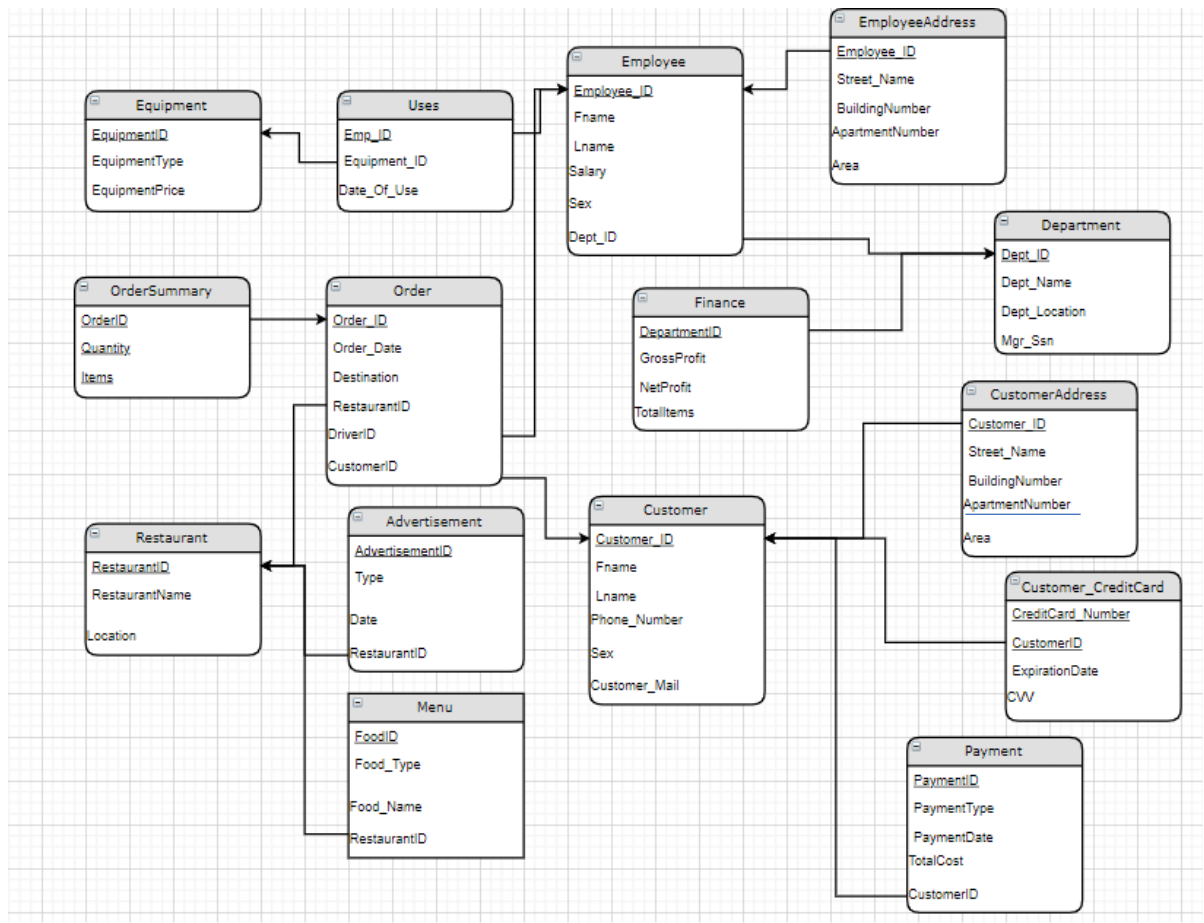 EmployeeAddress
Employee_ID
Street_Name
BuildingNumber
ApartmentNumber
Area
Employee
Employee_ID
Fname
Lname
Salary
Sex
Dept_ID
Equipment
EquipmentID
EquipmentType
EquipmentPrice
Uses
Emp_ID
Equipment_ID
Date_Of_Use
Department
Dept_ID
Dept_Name
Dept_Location
Mgr_Ssn
OrderSummary
OrderID
Quantity
Items
Order
Order_ID
Order_Date
Destination
RestaurantID
DriverID
CustomerID
Finance
DepartmentID
GrossProfit
NetProfit
TotalItems
CustomerAddress
Customer_ID
Street_Name
BuildingNumber
ApartmentNumber
Area
Restaurant
RestaurantID
RestaurantName
Location
Advertisement
AdvertisementID
Type
Date
RestaurantID
Customer
Customer_ID
Fname
Lname
Phone_Number
Sex
Customer_Mail
Customer_CreditCard
CreditCard_Number
CustomerID
ExpirationDate
CVV
Menu
FoodID
Food_Type
Food_Name
RestaurantID
Payment
PaymentID
PaymentType
PaymentDate
TotalCost
CustomerID